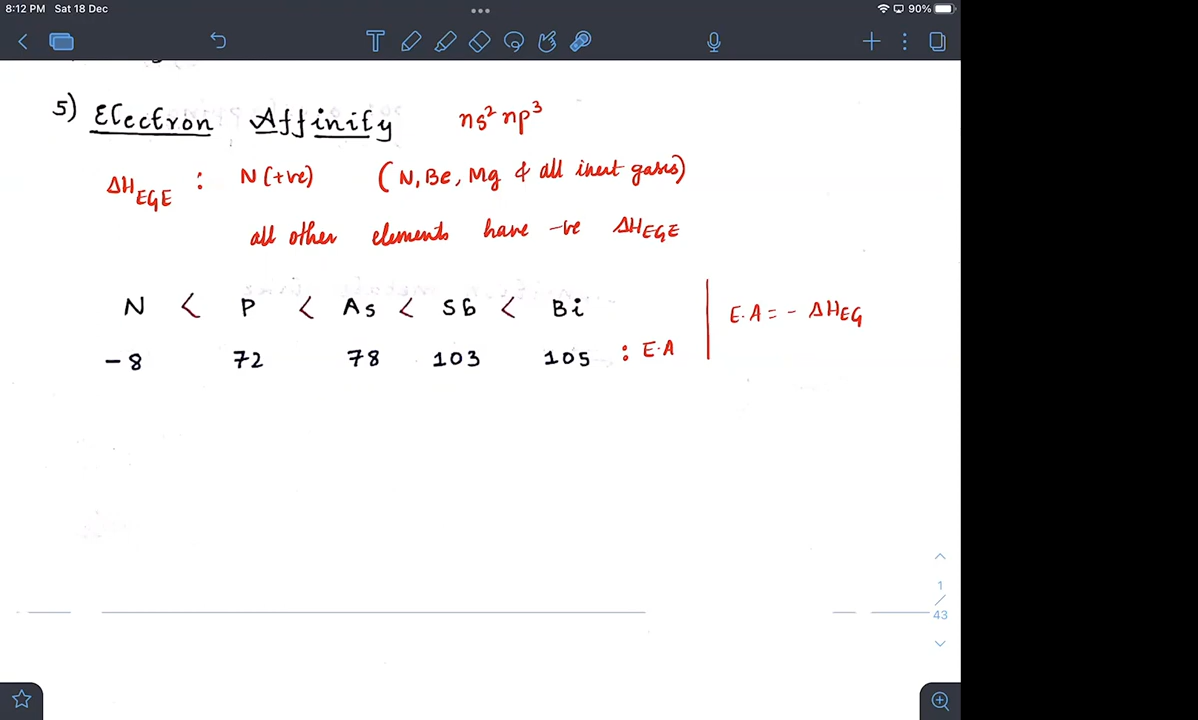 8:12 PM Sat 18 Dec
90%
5) Electron Affinity ns² np³
ΔH_EGE : N (+ve) (N, Be, Mg & all inert gases)
all other elements have -ve ΔH_EGE
N < P < As < Sb < Bi
E.A = - ΔH_EG
-8 72 78 103 105 : E.A
1
/
43